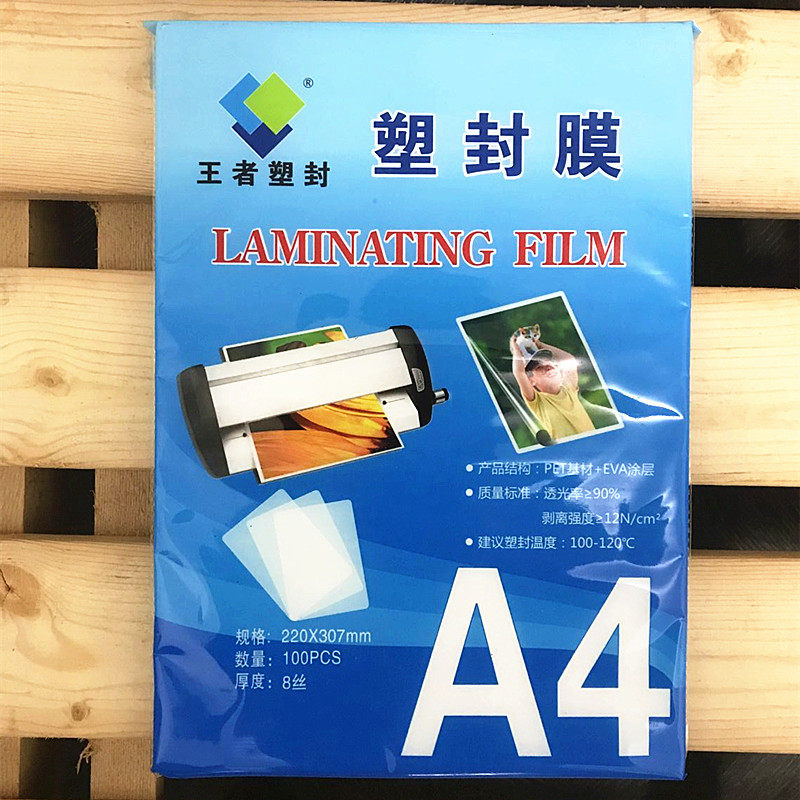 ®
王者塑封
塑封膜
LAMINATING FILM
● 产品结构：PET基材+EVA涂层
● 质量标准：透光率≥90%
剥离强度≥12N/cm²
● 建议塑封温度：100-120℃
规格：220X307mm
数量：100PCS
厚度：8丝
A4